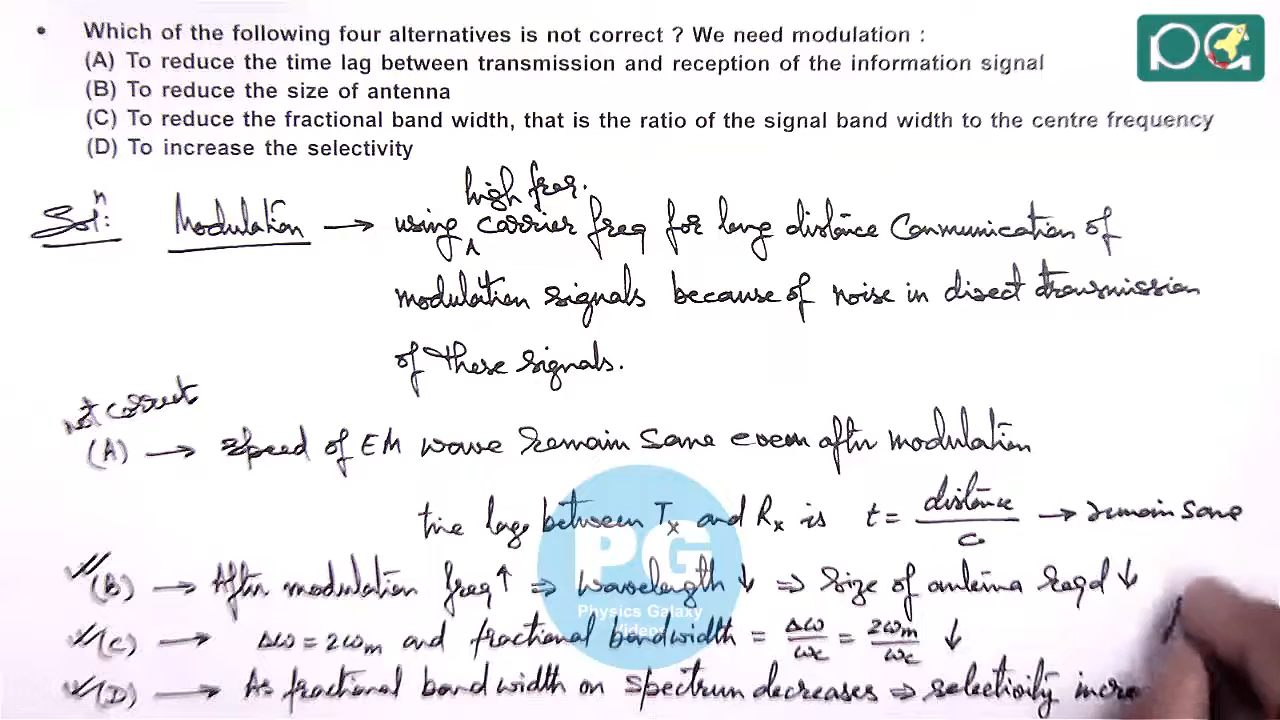 • Which of the following four alternatives is not correct ? We need modulation :
(A) To reduce the time lag between transmission and reception of the information signal
(B) To reduce the size of antenna
(C) To reduce the fractional band width, that is the ratio of the signal band width to the centre frequency
(D) To increase the selectivity
PG
high freq.
Solⁿ: Modulation → using ∧ carrier freq for long distance Communication of
modulation signals because of noise in direct transmission
of these signals.
not correct
(A) → speed of EM wave remain same even after modulation
time lags between Tx and Rx is t = distance / c → remain same
(B) → After modulation freq ↑ ⇒ wavelength ↓ ⇒ size of antenna reqd ↓
PG
Physics Galaxy
Videos
(C) → Δω = 2ωm and fractional bandwidth = Δω/ωc = 2ωm/ωc ↓
(D) → As fractional bandwidth on spectrum decreases ⇒ selectivity incre